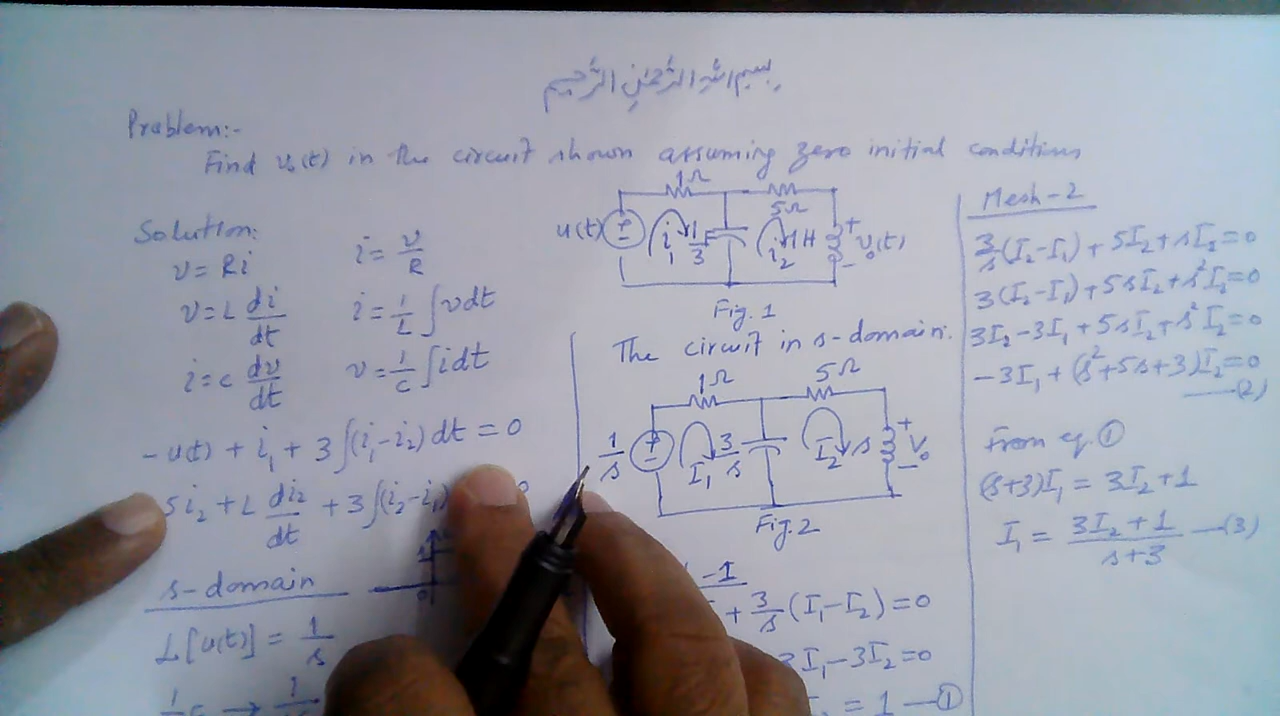 بسم الله الرحمن الرحيم
Problem:-
Find v₀(t) in the circuit shown assuming zero initial conditions
Solution:
v = Ri
i = v/R
v = L di/dt
i = 1/L ∫vdt
i = c dv/dt
v = 1/c ∫idt
-u(t) + i₁ + 3∫(i₁-i₂)dt = 0
5i₂ + L di₂/dt + 3∫(i₂-i₁)
s-domain
L[u(t)] = 1/s
1Ω
5Ω
u(t) + - i₁ 1/3 F i₂ 1H + v₀(t) -
Fig. 1
The circuit in s-domain:
1Ω 5Ω
1/s + - I₁ 3/s I₂ s + V₀ -
Fig. 2
-1
+ 3/s (I₁-I₂) = 0
3I₁-3I₂ = 0
= 1 —①
Mesh-2
3/s (I₂-I₁) + 5I₂ + sI₂ = 0
3(I₂-I₁) + 5sI₂ + s²I₂ = 0
3I₂ - 3I₁ + 5sI₂ + s²I₂ = 0
-3I₁ + (s²+5s+3)I₂ = 0
—(2)
From eq. ①
(s+3)I₁ = 3I₂+1
I₁ = (3I₂+1)/(s+3) —(3)